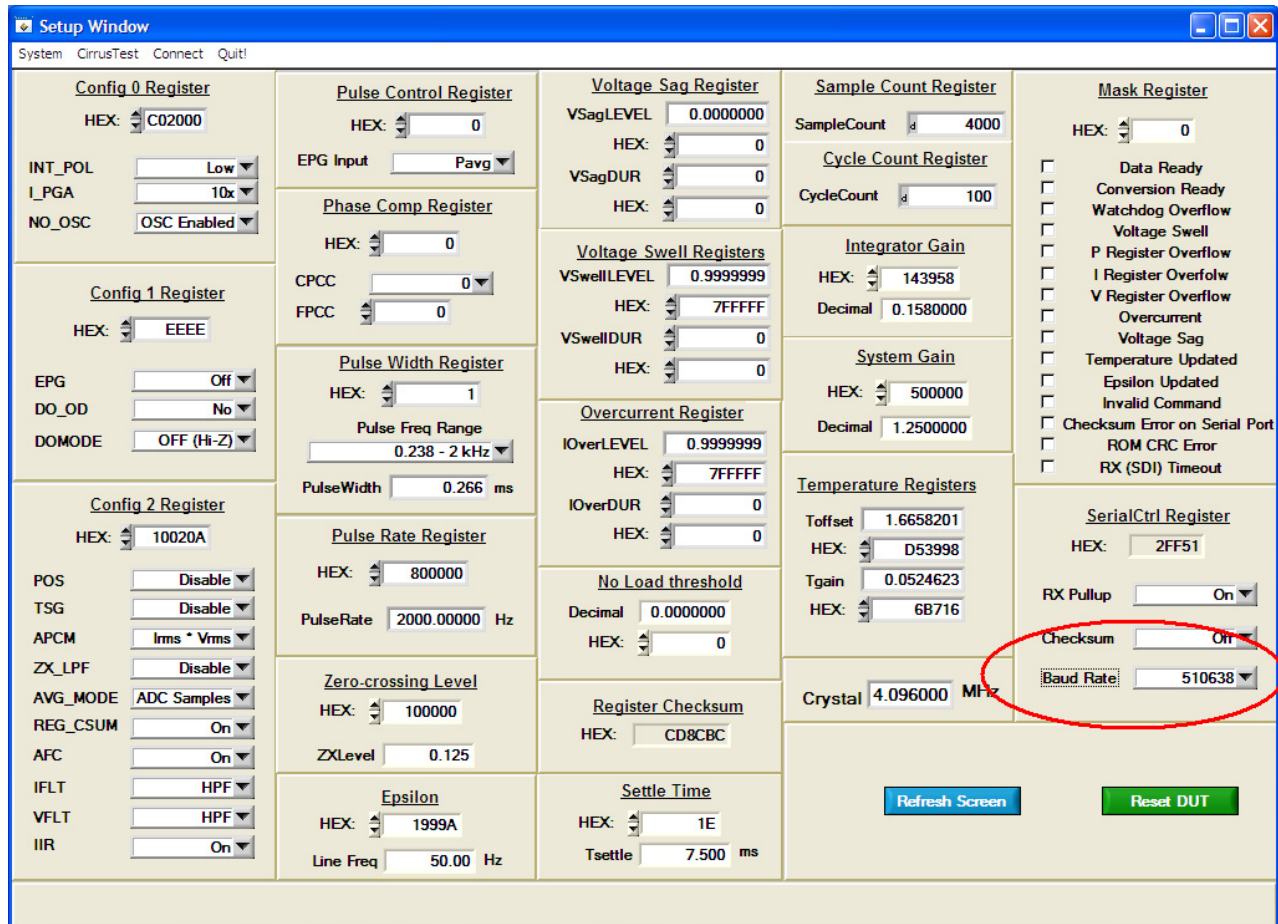 Setup Window
System CirrusTest Connect Quit!
Config 0 Register
HEX: C02000
INT_POL Low
I_PGA 10x
NO_OSC OSC Enabled
Config 1 Register
HEX: EEEE
EPG Off
DO_OD No
DOMODE OFF (Hi-Z)
Config 2 Register
HEX: 10020A
POS Disable
TSG Disable
APCM Irms * Vrms
ZX_LPF Disable
AVG_MODE ADC Samples
REG_CSUM On
AFC On
IFLT HPF
VFLT HPF
IIR On
Pulse Control Register
HEX: 0
EPG Input Pavg
Phase Comp Register
HEX: 0
CPCC 0
FPCC 0
Pulse Width Register
HEX: 1
Pulse Freq Range
0.238 - 2 kHz
PulseWidth 0.266 ms
Pulse Rate Register
HEX: 800000
PulseRate 2000.00000 Hz
Zero-crossing Level
HEX: 100000
ZXLevel 0.125
Epsilon
HEX: 1999A
Line Freq 50.00 Hz
Voltage Sag Register
VSagLEVEL 0.0000000
HEX: 0
VSagDUR 0
HEX: 0
Voltage Swell Registers
VSwellLEVEL 0.9999999
HEX: 7FFFFF
VSwellDUR 0
HEX: 0
Overcurrent Register
IOverLEVEL 0.9999999
HEX: 7FFFFF
IOverDUR 0
HEX: 0
No Load threshold
Decimal 0.0000000
HEX: 0
Register Checksum
HEX: CD8CBC
Settle Time
HEX: 1E
Tsettle 7.500 ms
Sample Count Register
SampleCount d 4000
Cycle Count Register
CycleCount d 100
Integrator Gain
HEX: 143958
Decimal 0.1580000
System Gain
HEX: 500000
Decimal 1.2500000
Temperature Registers
Toffset 1.6658201
HEX: D53998
Tgain 0.0524623
HEX: 6B716
Crystal 4.096000 MHz
Mask Register
HEX: 0
Data Ready
Conversion Ready
Watchdog Overflow
Voltage Swell
P Register Overflow
I Register Overfolw
V Register Overflow
Overcurrent
Voltage Sag
Temperature Updated
Epsilon Updated
Invalid Command
Checksum Error on Serial Port
ROM CRC Error
RX (SDI) Timeout
SerialCtrl Register
HEX: 2FF51
RX Pullup On
Checksum Off
Baud Rate 510638
Refresh Screen
Reset DUT